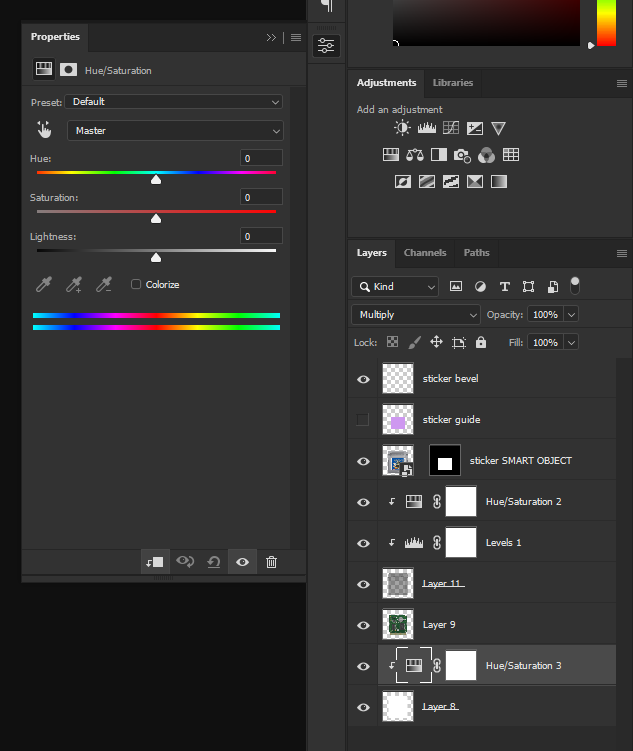 Properties
Hue/Saturation
Preset: Default
Master
Hue: 0
Saturation: 0
Lightness: 0
Colorize
Adjustments Libraries
Add an adjustment
Layers Channels Paths
Kind
Multiply Opacity: 100%
Lock: Fill: 100%
sticker bevel
sticker guide
sticker SMART OBJECT
Hue/Saturation 2
Levels 1
Layer 11
Layer 9
Hue/Saturation 3
Layer 8